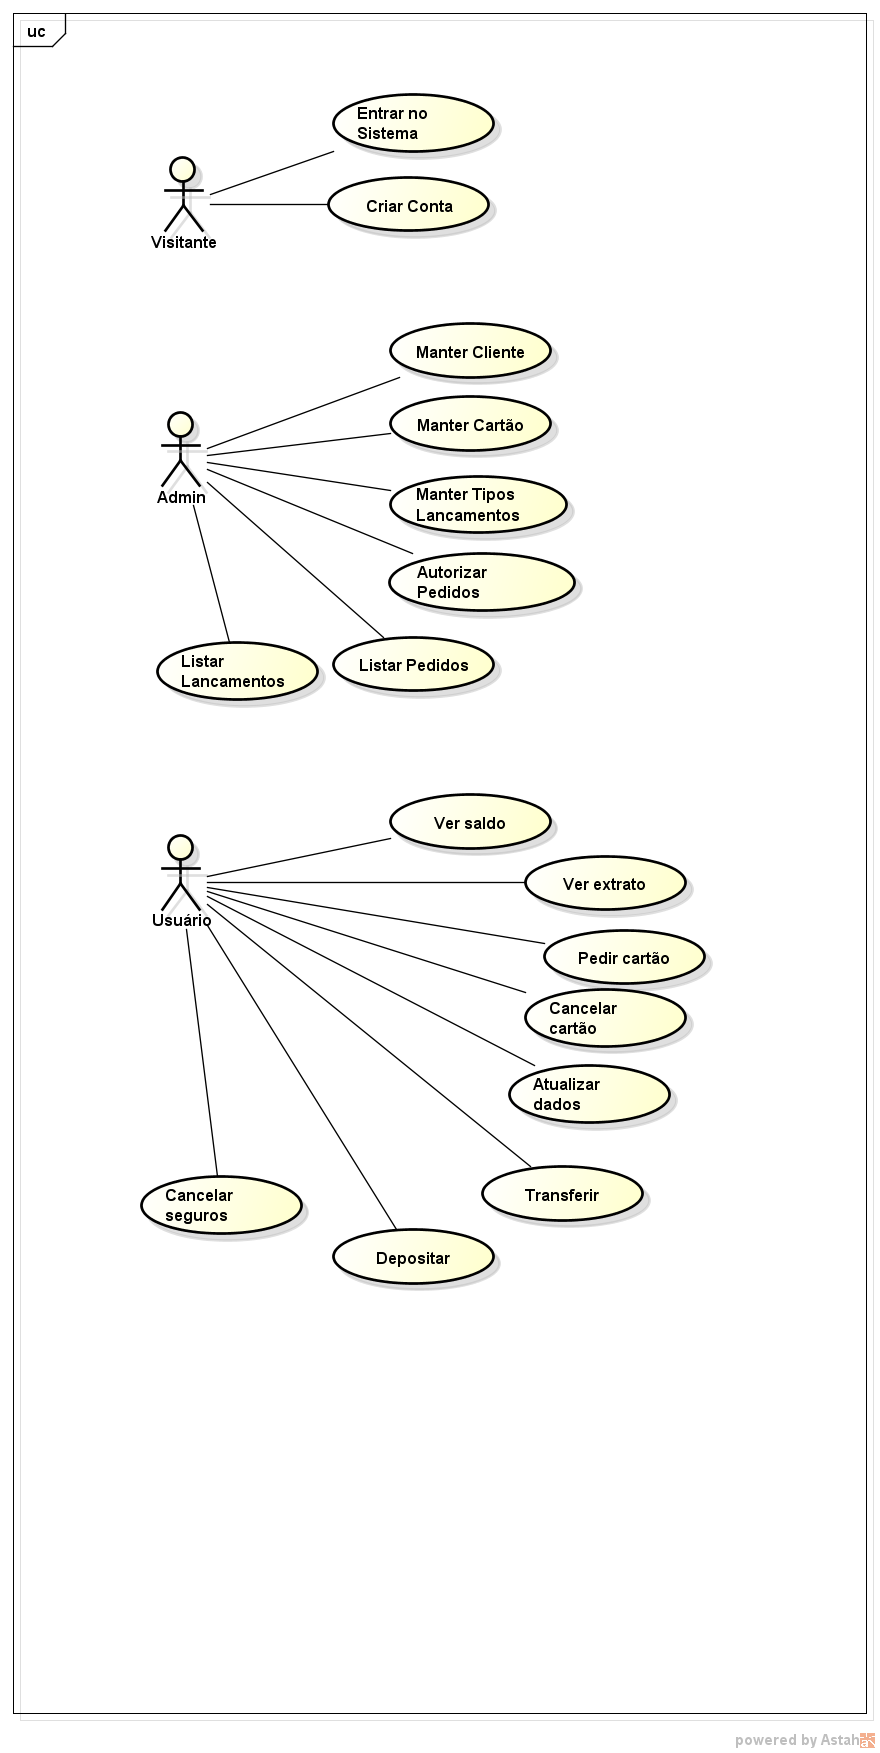 uc
Entrar no
Sistema
Criar Conta
Visitante
Manter Cliente
Manter Cartão
Manter Tipos
Lancamentos
Admin
Autorizar
Pedidos
Listar
Lancamentos
Listar Pedidos
Ver saldo
Ver extrato
Usuário
Pedir cartão
Cancelar
cartão
Atualizar
dados
Cancelar
seguros
Transferir
Depositar
powered by Astah